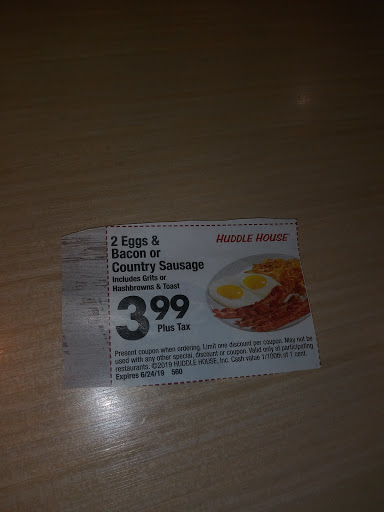 2 Eggs &
Bacon or
Country Sausage
Includes Grits or
Hashbrowns & Toast
3.99
Plus Tax
HUDDLE HOUSE
Present coupon when ordering. Limit one discount per coupon. May not be
used with any other special, discount or coupon. Valid only at participating
restaurants. ©2019 HUDDLE HOUSE, Inc. Cash value 1/100th of 1 cent.
Expires 6/24/19 560